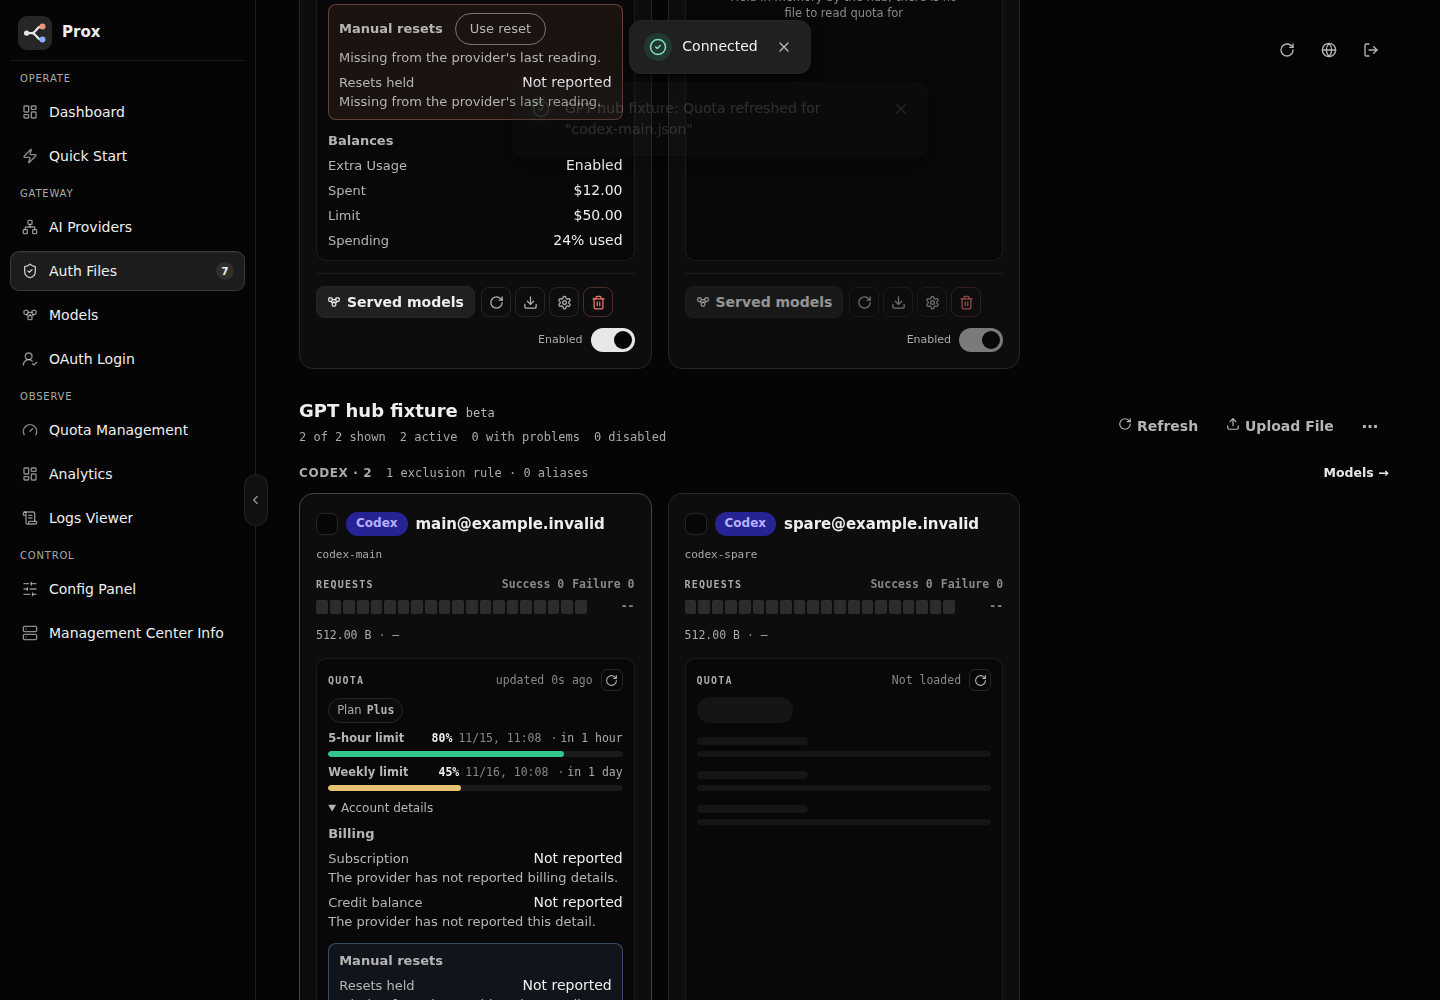 Prox
OPERATE
Dashboard
Quick Start
GATEWAY
AI Providers
Auth Files 7
Models
OAuth Login
OBSERVE
Quota Management
Analytics
Logs Viewer
CONTROL
Config Panel
Management Center Info
Manual resets Use reset
Missing from the provider's last reading.
Resets held Not reported
Missing from the provider's last reading.
Balances
Extra Usage Enabled
Spent $12.00
Limit $50.00
Spending 24% used
Served models
Enabled
file to read quota for
Served models
Enabled
Connected
GPT hub fixture: Quota refreshed for
"codex-main.json"
GPT hub fixture beta
2 of 2 shown 2 active 0 with problems 0 disabled
Refresh Upload File ...
CODEX · 2 1 exclusion rule · 0 aliases
Models →
Codex main@example.invalid
codex-main
REQUESTS Success 0 Failure 0
--
512.00 B · —
QUOTA updated 0s ago
Plan Plus
5-hour limit 80% 11/15, 11:08 · in 1 hour
Weekly limit 45% 11/16, 10:08 · in 1 day
▼ Account details
Billing
Subscription Not reported
The provider has not reported billing details.
Credit balance Not reported
The provider has not reported this detail.
Manual resets
Resets held Not reported
Codex spare@example.invalid
codex-spare
REQUESTS Success 0 Failure 0
--
512.00 B · —
QUOTA Not loaded